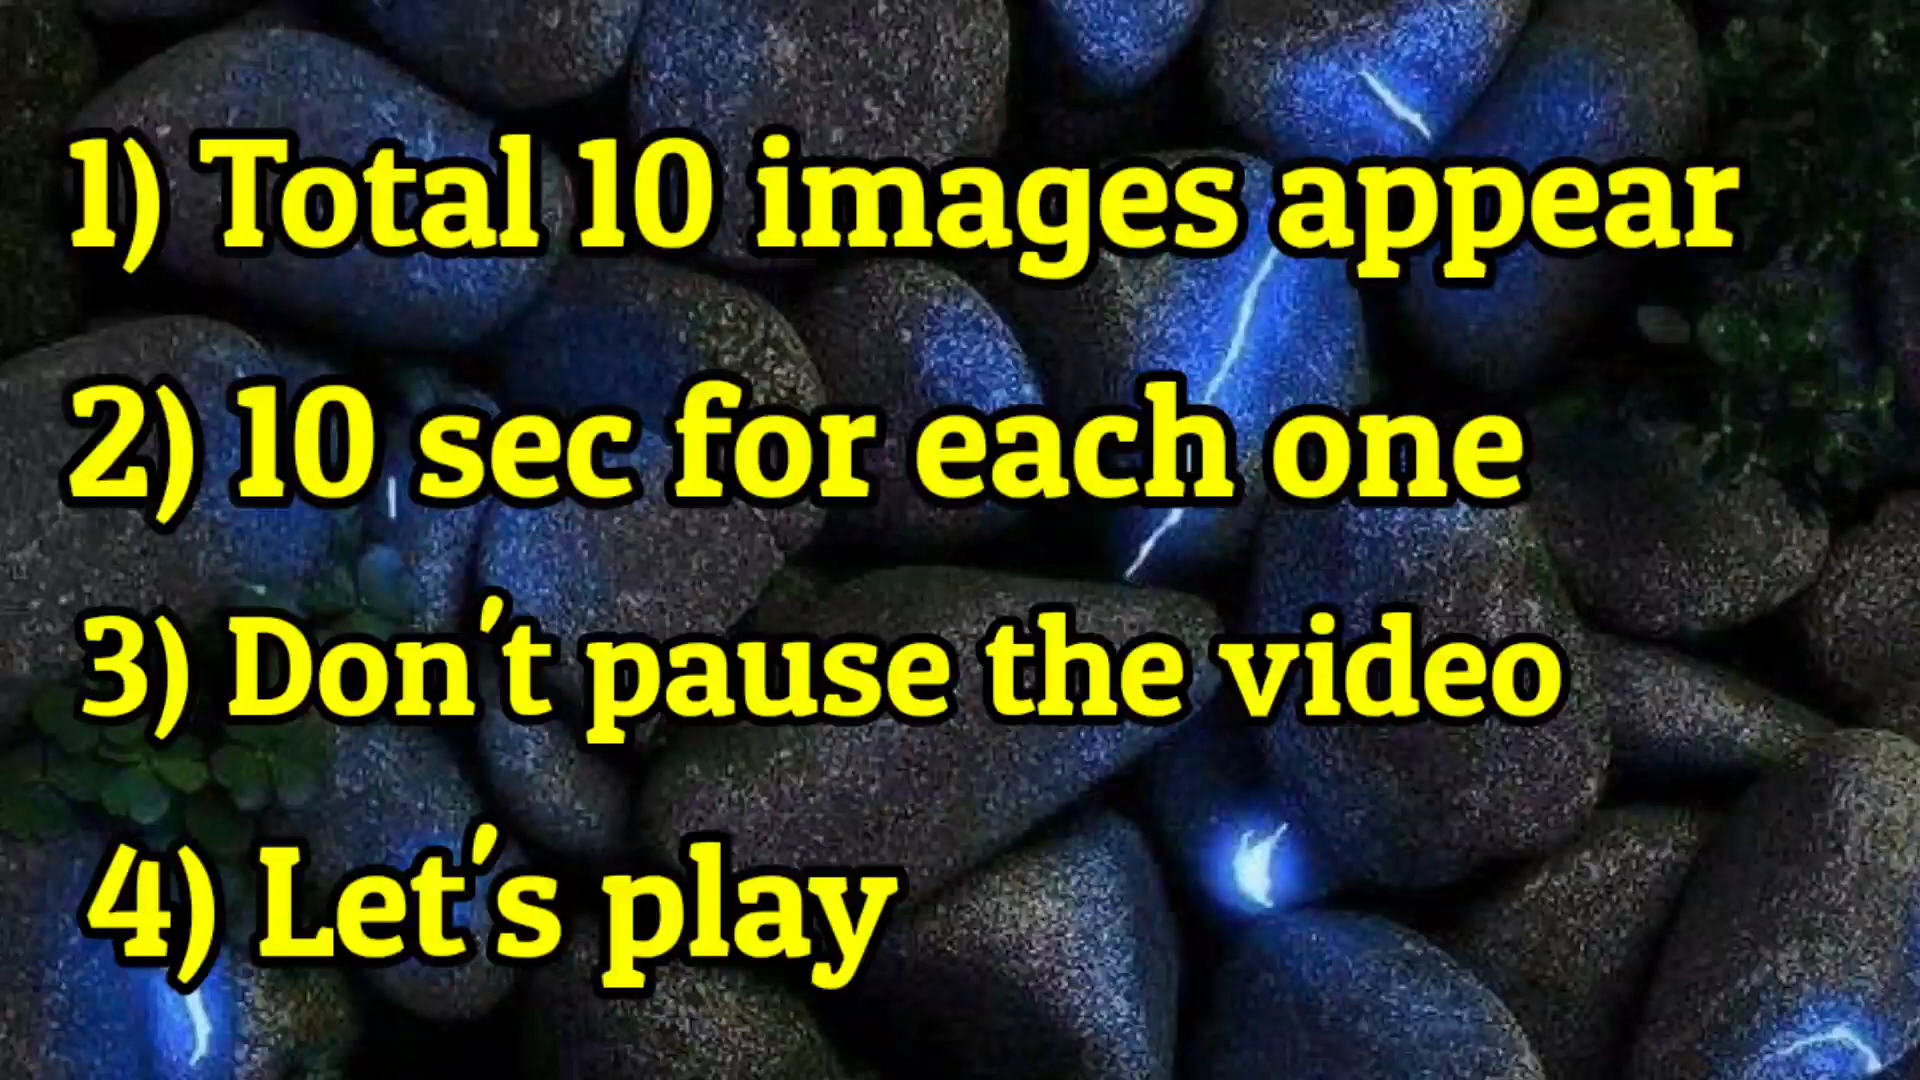 1) Total 10 images appear
2) 10 sec for each one
3) Don't pause the video
4) Let's play